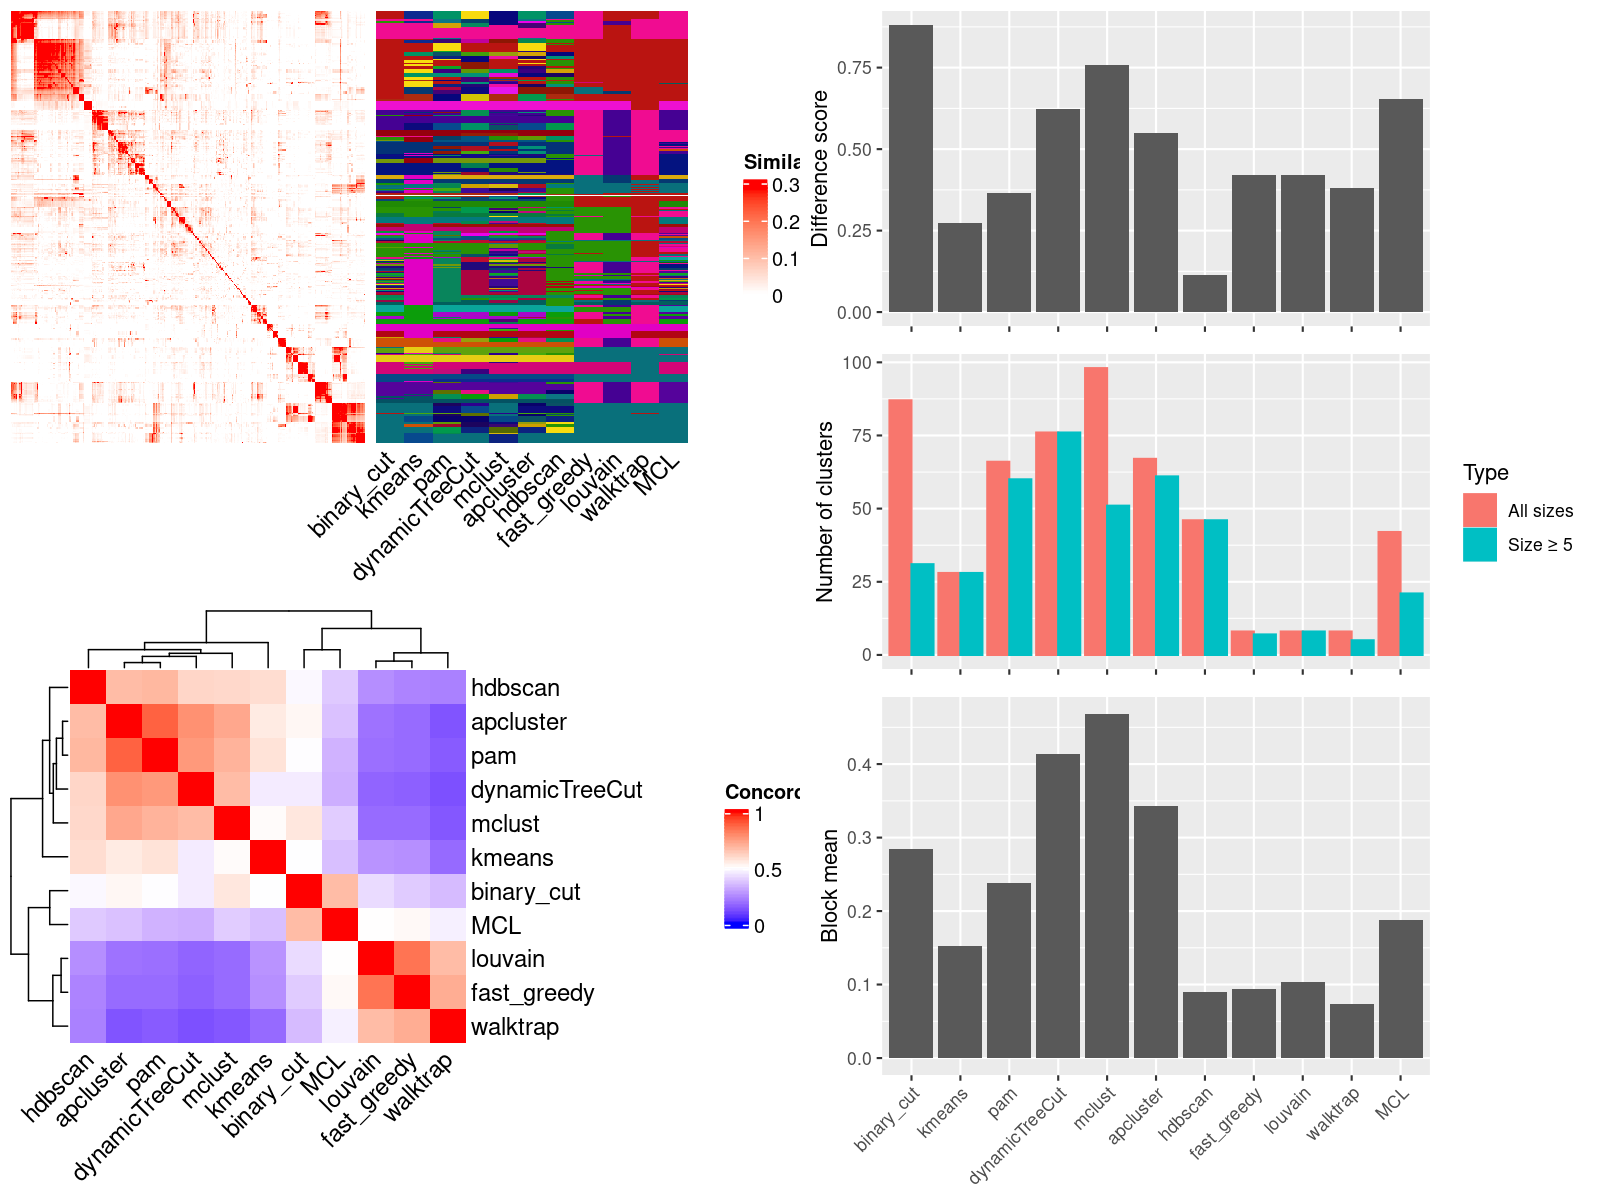 Simila
0.3
0.2
0.1
0
binary_cut
kmeans
pam
dynamicTreeCut
mclust
apcluster
hdbscan
fast_greedy
louvain
walktrap
MCL
hdbscan
apcluster
pam
dynamicTreeCut
mclust
kmeans
binary_cut
MCL
louvain
fast_greedy
walktrap
hdbscan
apcluster
pam
dynamicTreeCut
mclust
kmeans
binary_cut
MCL
louvain
fast_greedy
walktrap
Concord
1
0.5
0
Difference score
0.75
0.50
0.25
0.00
Number of clusters
100
75
50
25
0
Type
All sizes
Size ≥ 5
Block mean
0.4
0.3
0.2
0.1
0.0
binary_cut
kmeans
pam
dynamicTreeCut
mclust
apcluster
hdbscan
fast_greedy
louvain
walktrap
MCL